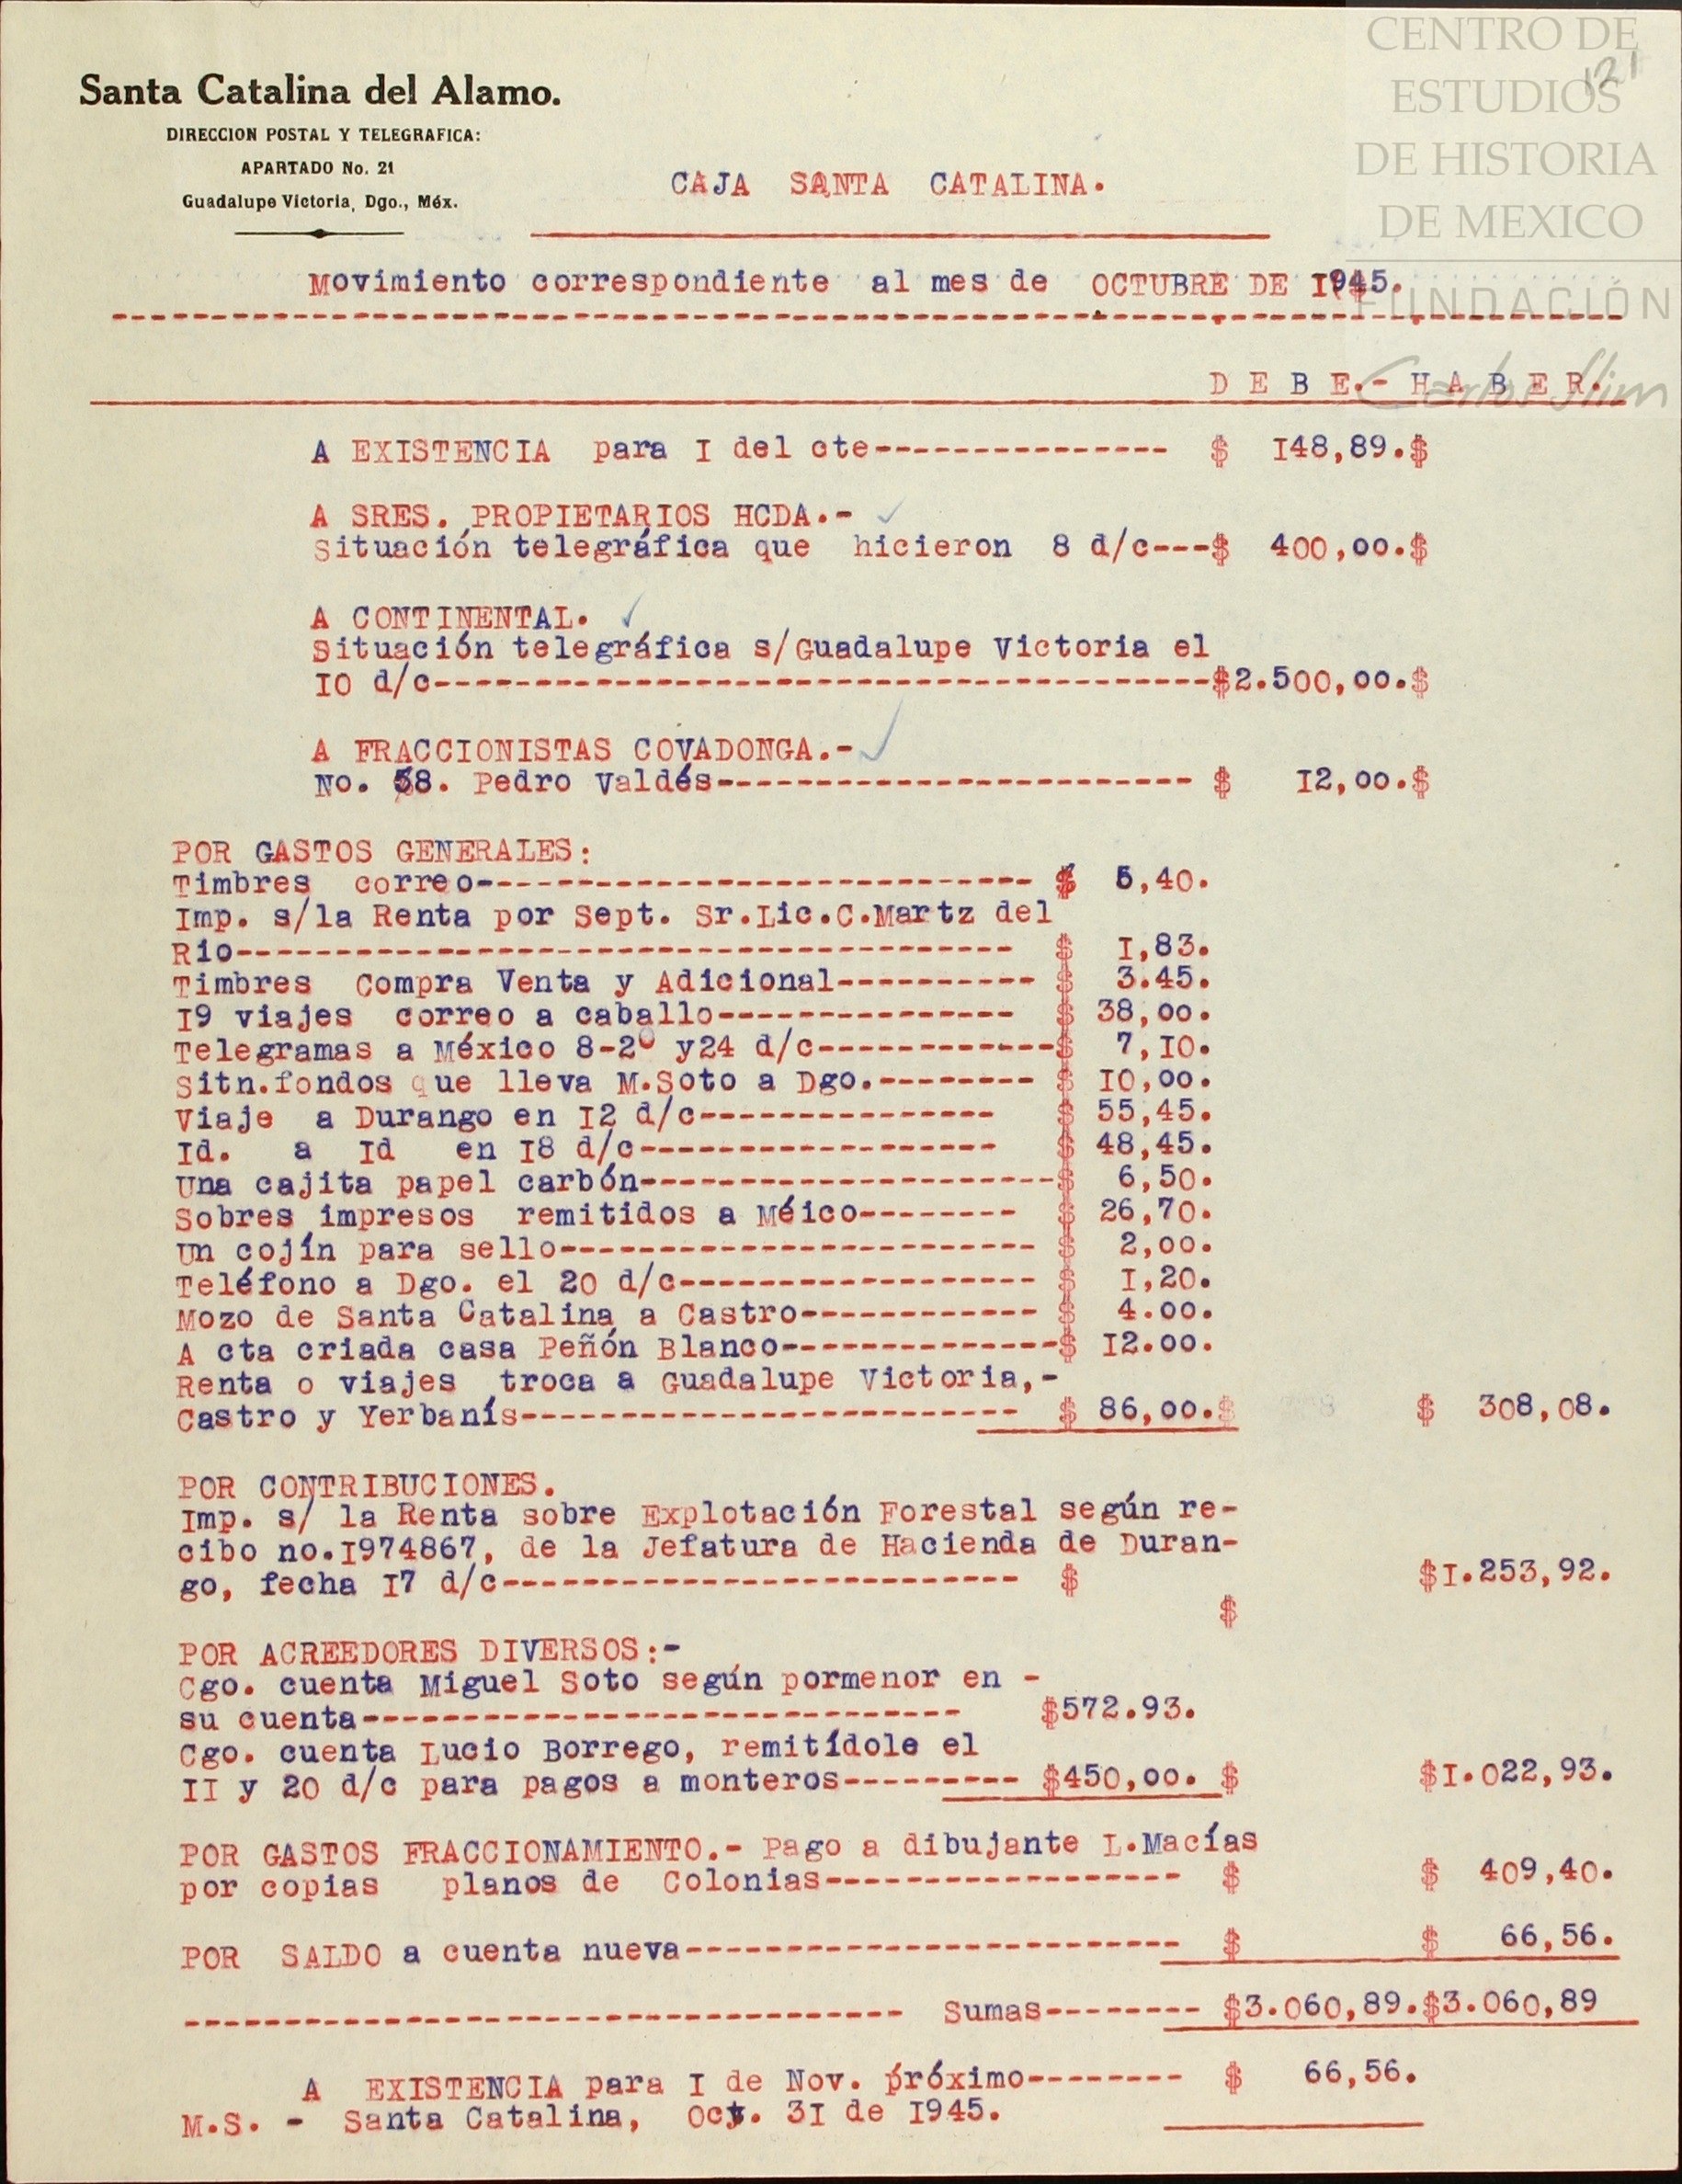 CENTRO DE
ESTUDIOS
DE HISTORIA
DE MEXICO
FUNDACIÓN
Carlos Slim
121
Santa Catalina del Alamo.
DIRECCION POSTAL Y TELEGRAFICA:
APARTADO No. 21
Guadalupe Victoria, Dgo., Méx.
CAJA SANTA CATALINA.
Movimiento correspondiente al mes de OCTUBRE DE I945.
D E B E.- H A B E R.
A EXISTENCIA para I del cte--------------- $ I48,89.$
A SRES. PROPIETARIOS HCDA.-
Situación telegráfica que hicieron 8 d/c---$ 400,00.$
A CONTINENTAL.
Situación telegráfica s/Guadalupe Victoria el
IO d/c---------------------------------------$2.500,00.$
A FRACCIONISTAS COVADONGA.-
No. 58. Pedro Valdés------------------------ $ I2,00.$
POR GASTOS GENERALES:
Timbres correo---------------------------- $ 5,40.
Imp. s/la Renta por Sept. Sr.Lic.C.Martz del
Rio--------------------------------------- $ I,83.
Timbres Compra Venta y Adicional---------- $ 3.45.
I9 viajes correo a caballo--------------- $ 38,00.
Telegramas a México 8-20 y24 d/c------------$ 7,I0.
Sitn.fondos que lleva M.Soto a Dgo.-------- $ I0,00.
Viaje a Durango en I2 d/c--------------- $ 55,45.
Id. a Id en I8 d/c------------------ $ 48,45.
Una cajita papel carbón---------------------$ 6,50.
Sobres impresos remitidos a Méico-------- $ 26,70.
Un cojín para sello------------------------ $ 2,00.
Teléfono a Dgo. el 20 d/c------------------ $ I,20.
Mozo de Santa Catalina a Castro------------ $ 4.00.
A cta criada casa Peñón Blanco--------------$ I2.00.
Renta o viajes troca a Guadalupe Victoria,-
Castro y Yerbanís------------------------- $ 86,00.$ $ 308,08.
POR CONTRIBUCIONES.
Imp. s/ la Renta sobre Explotación Forestal según re-
cibo no.I974867, de la Jefatura de Hacienda de Duran-
go, fecha I7 d/c-------------------------- $ $I.253,92.
$
POR ACREEDORES DIVERSOS:-
Cgo. cuenta Miguel Soto según pormenor en -
su cuenta------------------------------ $572.93.
Cgo. cuenta Lucio Borrego, remitídole el
II y 20 d/c para pagos a monteros--------- $450,00. $ $I.022,93.
POR GASTOS FRACCIONAMIENTO.- Pago a dibujante L.Macías
por copias planos de Colonias------------------ $ $ 409,40.
POR SALDO a cuenta nueva------------------------- $ $ 66,56.
------------------------------------ Sumas-------- $3.060,89.$3.060,89
A EXISTENCIA para I de Nov. próximo-------- $ 66,56.
M.S. - Santa Catalina, Oct. 3I de I945.